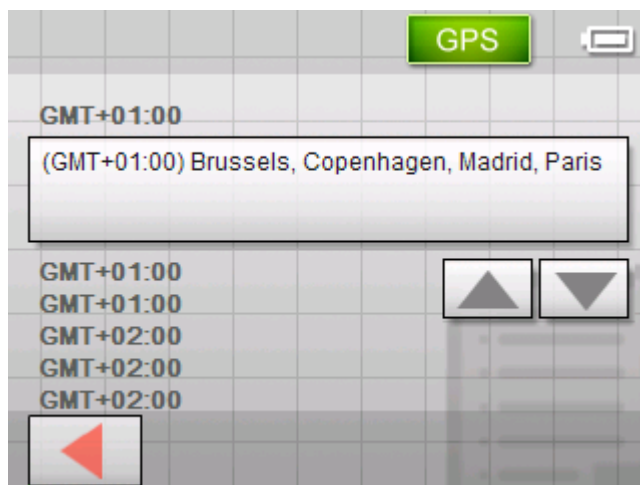 GPS
GMT+01:00
(GMT+01:00) Brussels, Copenhagen, Madrid, Paris
GMT+01:00
GMT+01:00
GMT+02:00
GMT+02:00
GMT+02:00